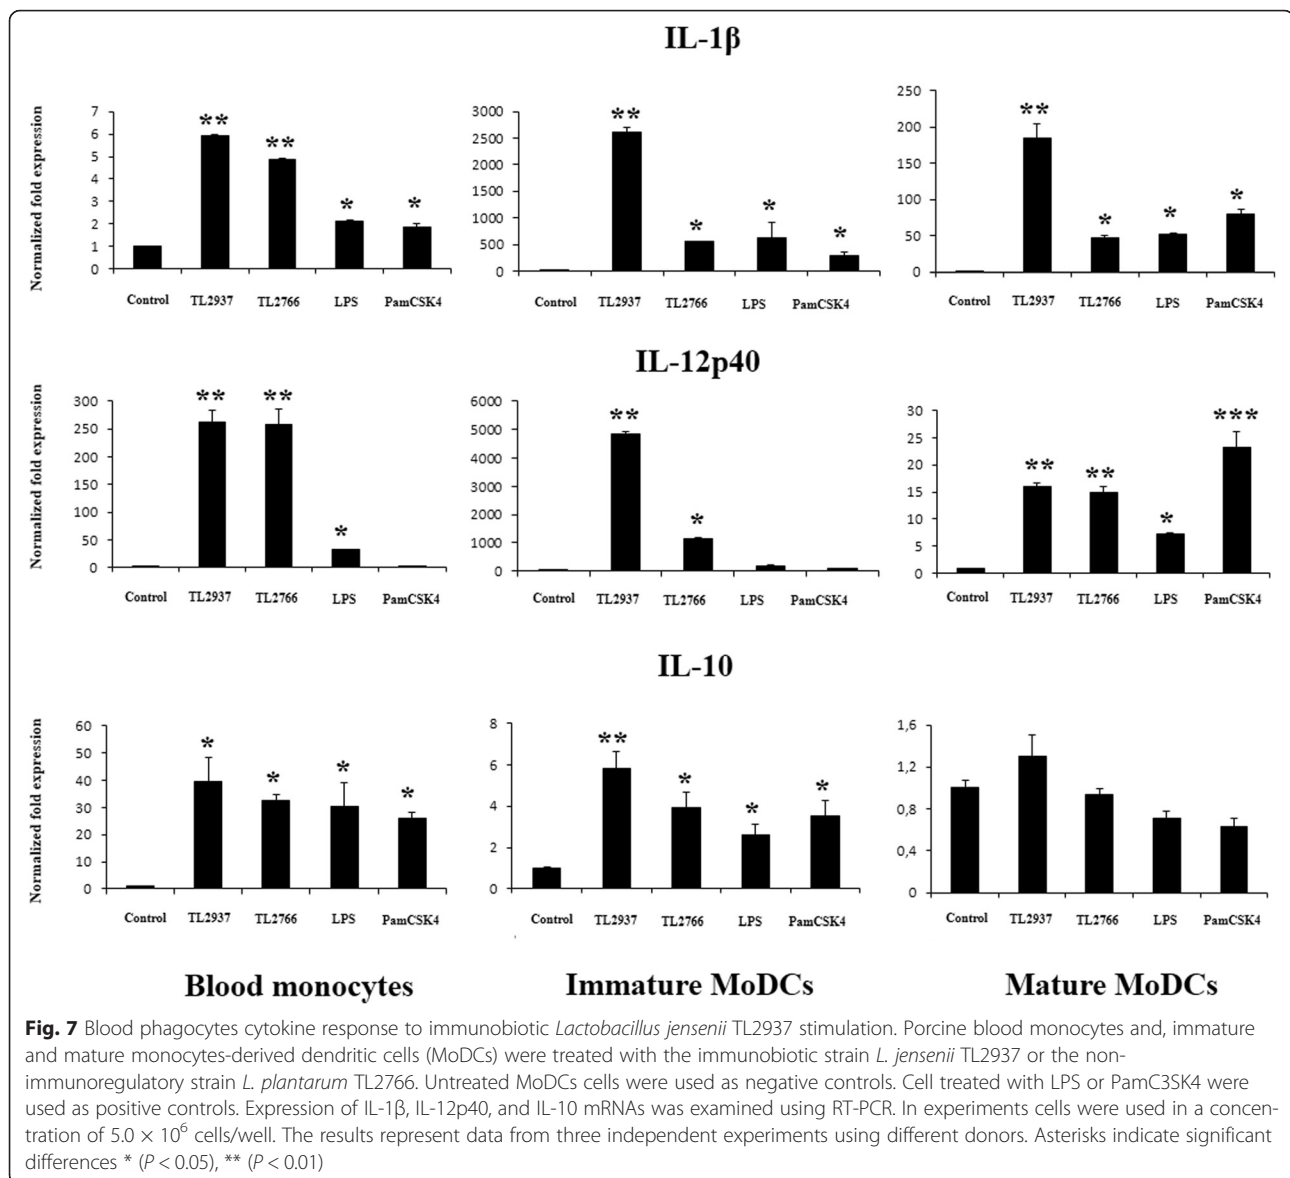 IL-1β
Normalized fold expression
7
6
5
4
3
2
1
0
** ** * *
Control TL2937 TL2766 LPS PamCSK4
3000
2500
2000
1500
1000
500
0
** * * *
Control TL2937 TL2766 LPS PamCSK4
250
200
150
100
50
0
** * * *
Control TL2937 TL2766 LPS PamCSK4
IL-12p40
Normalized fold expression
300
250
200
150
100
50
0
** ** *
Control TL2937 TL2766 LPS PamCSK4
6000
5000
4000
3000
2000
1000
0
** *
Control TL2937 TL2766 LPS PamCSK4
30
25
20
15
10
5
0
** ** * ***
Control TL2937 TL2766 LPS PamCSK4
IL-10
Normalized fold expression
60
50
40
30
20
10
0
* * * *
Control TL2937 TL2766 LPS PamCSK4
8
6
4
2
0
** * * *
Control TL2937 TL2766 LPS PamCSK4
1,6
1,2
0,8
0,4
0
Control TL2937 TL2766 LPS PamCSK4
Blood monocytes Immature MoDCs Mature MoDCs
Fig. 7 Blood phagocytes cytokine response to immunobiotic Lactobacillus jensenii TL2937 stimulation. Porcine blood monocytes and, immature
and mature monocytes-derived dendritic cells (MoDCs) were treated with the immunobiotic strain L. jensenii TL2937 or the non-
immunoregulatory strain L. plantarum TL2766. Untreated MoDCs cells were used as negative controls. Cell treated with LPS or PamC3SK4 were
used as positive controls. Expression of IL-1β, IL-12p40, and IL-10 mRNAs was examined using RT-PCR. In experiments cells were used in a concen-
tration of 5.0 × 10⁶ cells/well. The results represent data from three independent experiments using different donors. Asterisks indicate significant
differences * (P < 0.05), ** (P < 0.01)